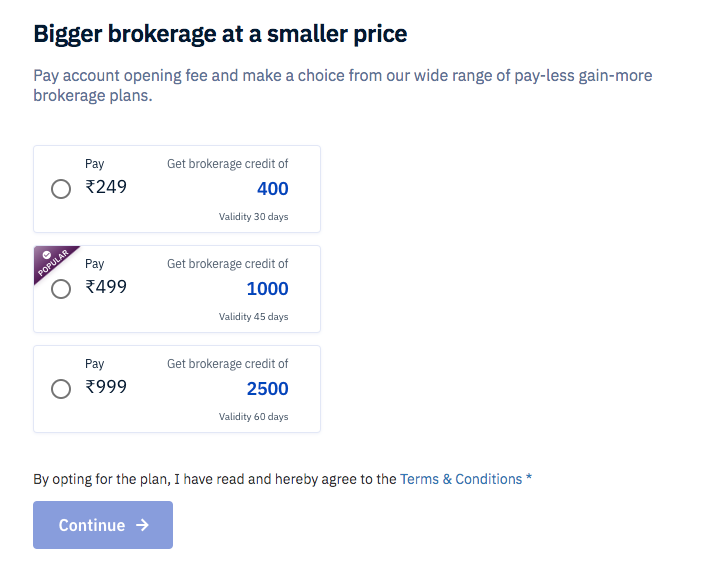 Bigger brokerage at a smaller price
Pay account opening fee and make a choice from our wide range of pay-less gain-more
brokerage plans.
Pay
₹249
Get brokerage credit of
400
Validity 30 days
POPULAR
Pay
₹499
Get brokerage credit of
1000
Validity 45 days
Pay
₹999
Get brokerage credit of
2500
Validity 60 days
By opting for the plan, I have read and hereby agree to the Terms & Conditions *
Continue →